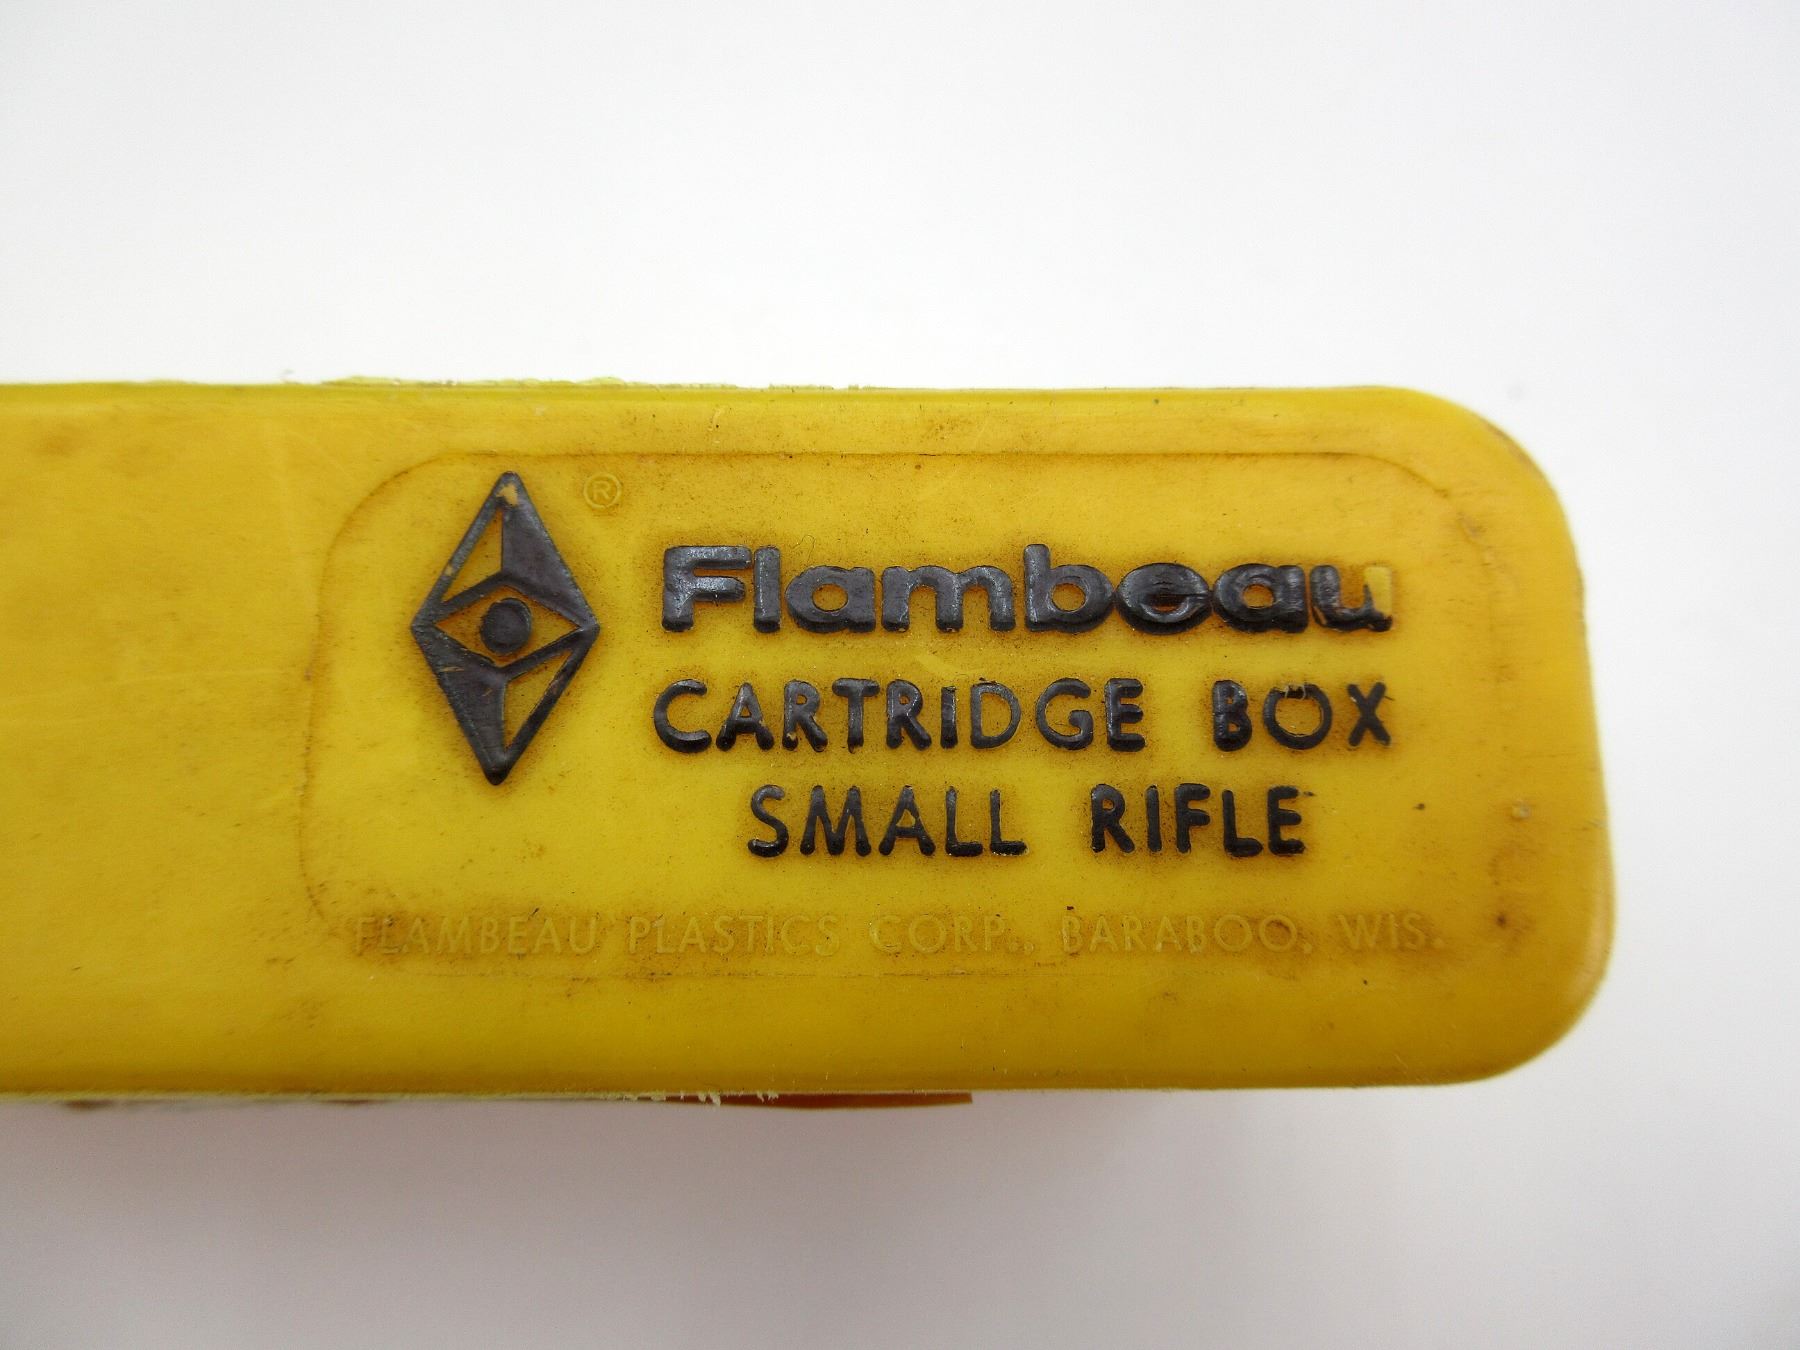 ®
Flambeau
CARTRIDGE BOX
SMALL RIFLE
FLAMBEAU PLASTICS CORP., BARABOO, WIS.